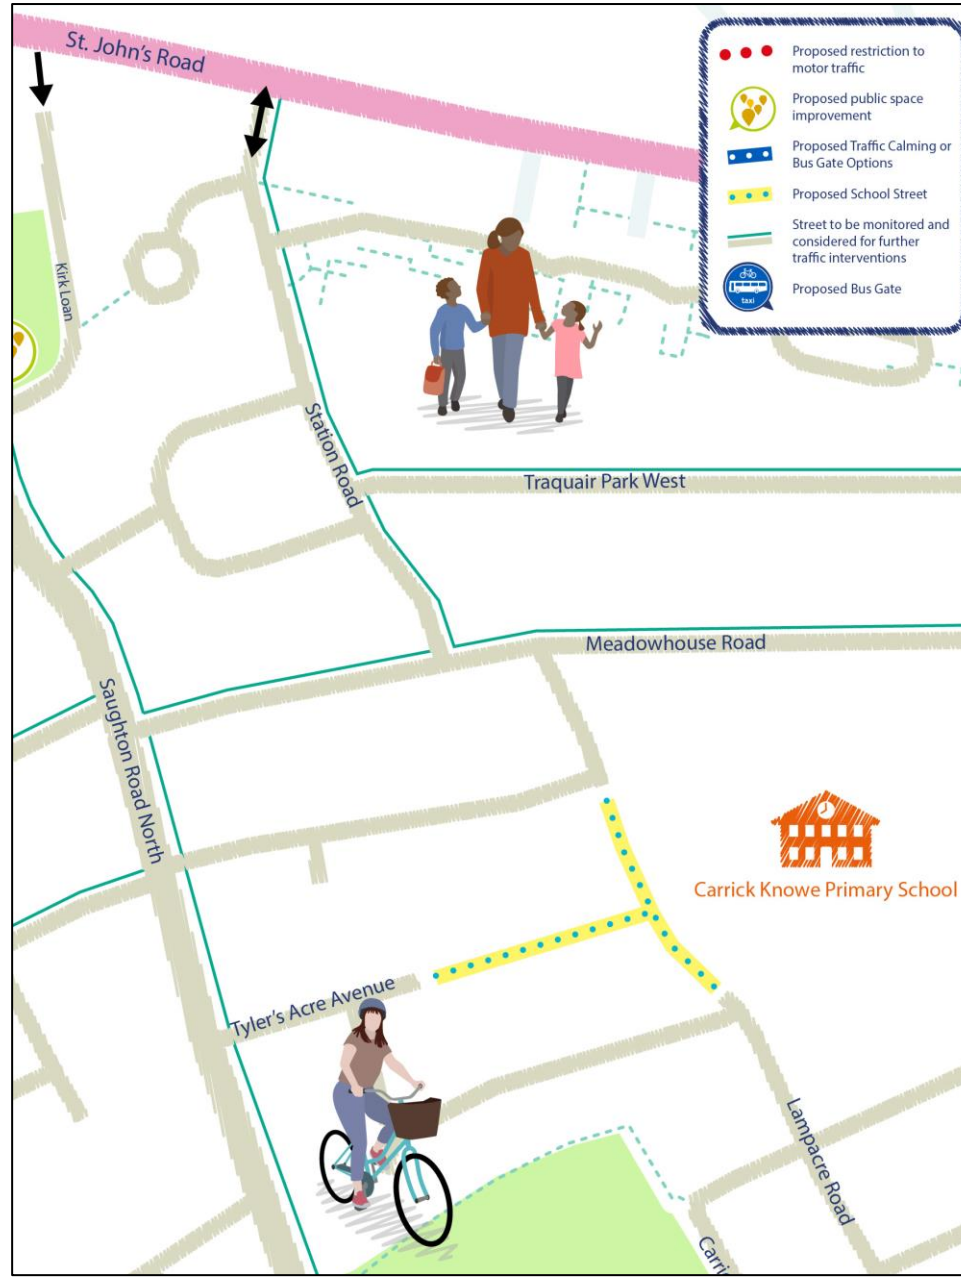 St. John's Road
Proposed restriction to
motor traffic
Proposed public space
improvement
Proposed Traffic Calming or
Bus Gate Options
Proposed School Street
Street to be monitored and
considered for further
traffic interventions
taxi
Proposed Bus Gate
Kirk Loan
Station Road
Traquair Park West
Meadowhouse Road
Saughton Road North
Carrick Knowe Primary School
Tyler's Acre Avenue
Lampacre Road
Carri